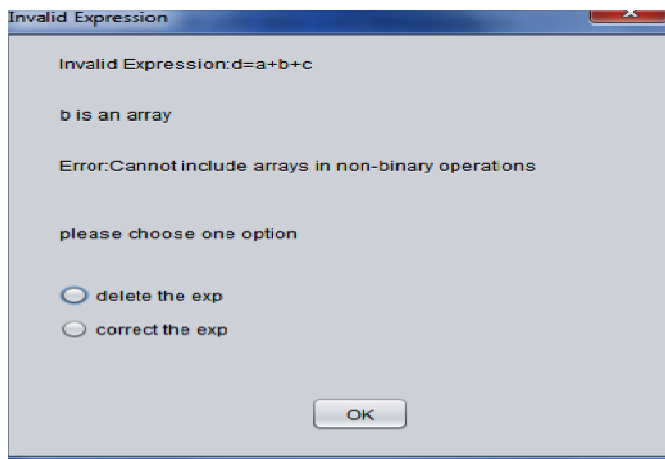 Invalid Expression
Invalid Expression:d=a+b+c
b is an array
Error:Cannot include arrays in non-binary operations
please choose one option
delete the exp
correct the exp
OK